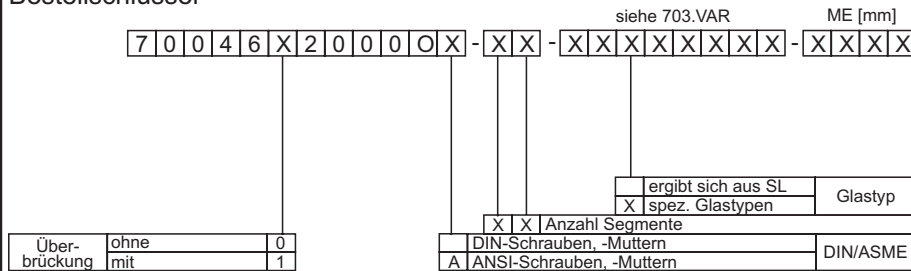 Bestellschlüssel
siehe 703.VAR ME [mm]
7 0 0 4 6 X 2 0 0 0 O X - X X - X X X X X X X X - X X X X
ergibt sich aus SL
Glastyp
X spez. Glastypen
X X Anzahl Segmente
Über-brückung ohne 0 DIN-Schrauben, -Muttern DIN/ASME
mit 1 A ANSI-Schrauben, -Muttern